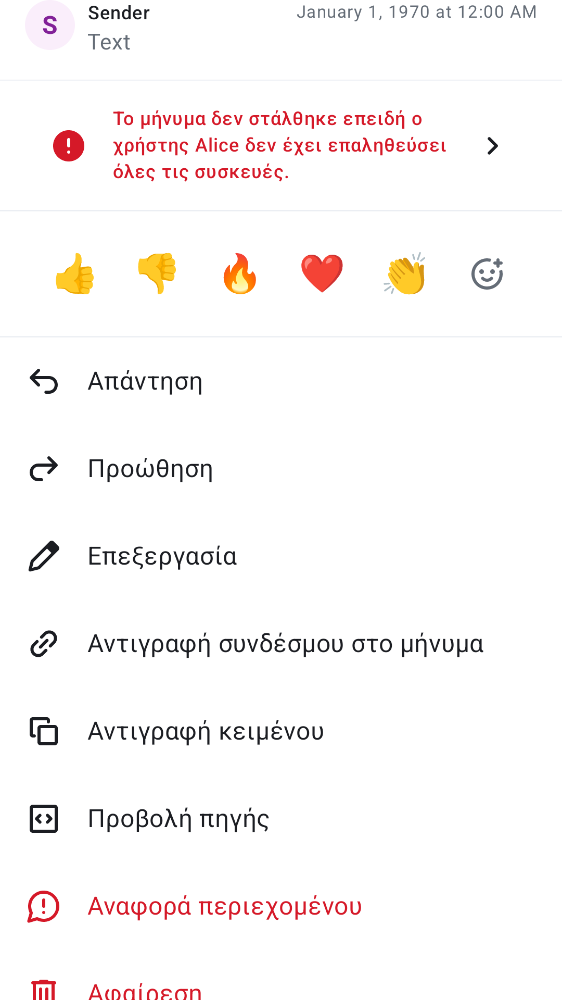 S
Sender
January 1, 1970 at 12:00 AM
Text
Το μήνυμα δεν στάλθηκε επειδή ο
χρήστης Alice δεν έχει επαληθεύσει
όλες τις συσκευές.
Απάντηση
Προώθηση
Επεξεργασία
Αντιγραφή συνδέσμου στο μήνυμα
Αντιγραφή κειμένου
Προβολή πηγής
Αναφορά περιεχομένου
Αφαίρεση